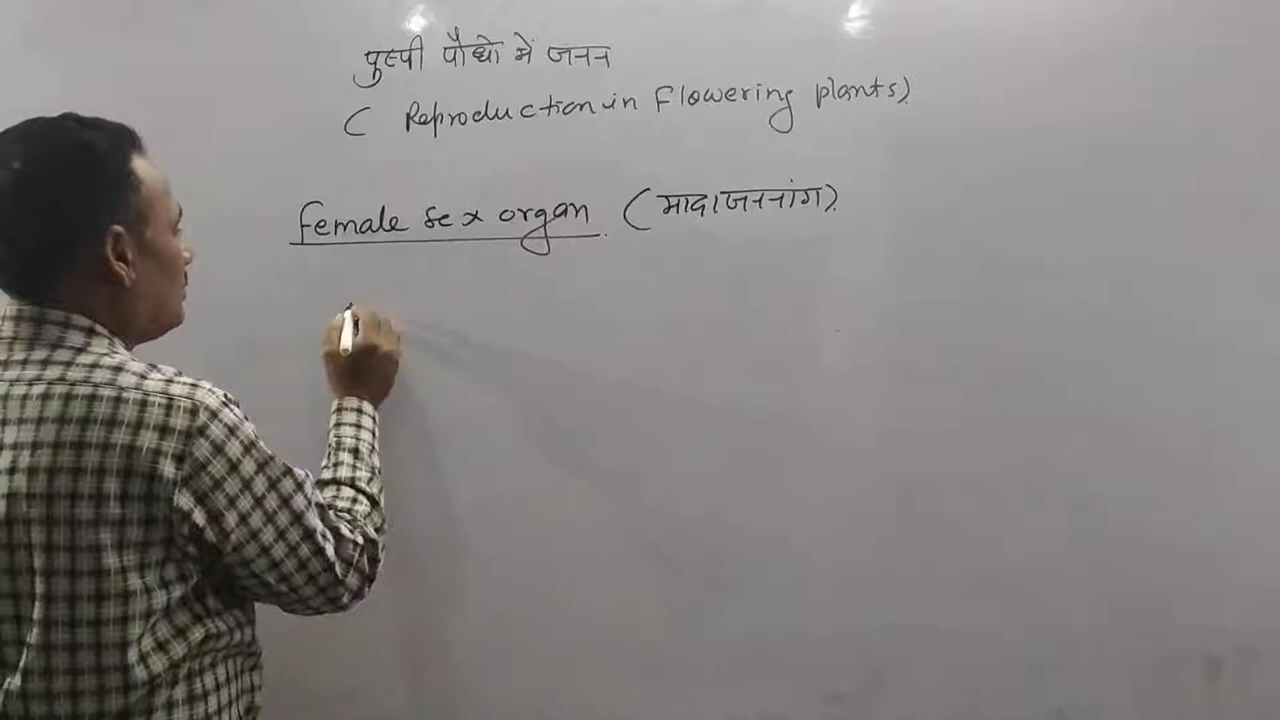 पुष्पी पौधो में जनन
( Reproduction in Flowering plants)
Female sex organ (मादाजननांग)